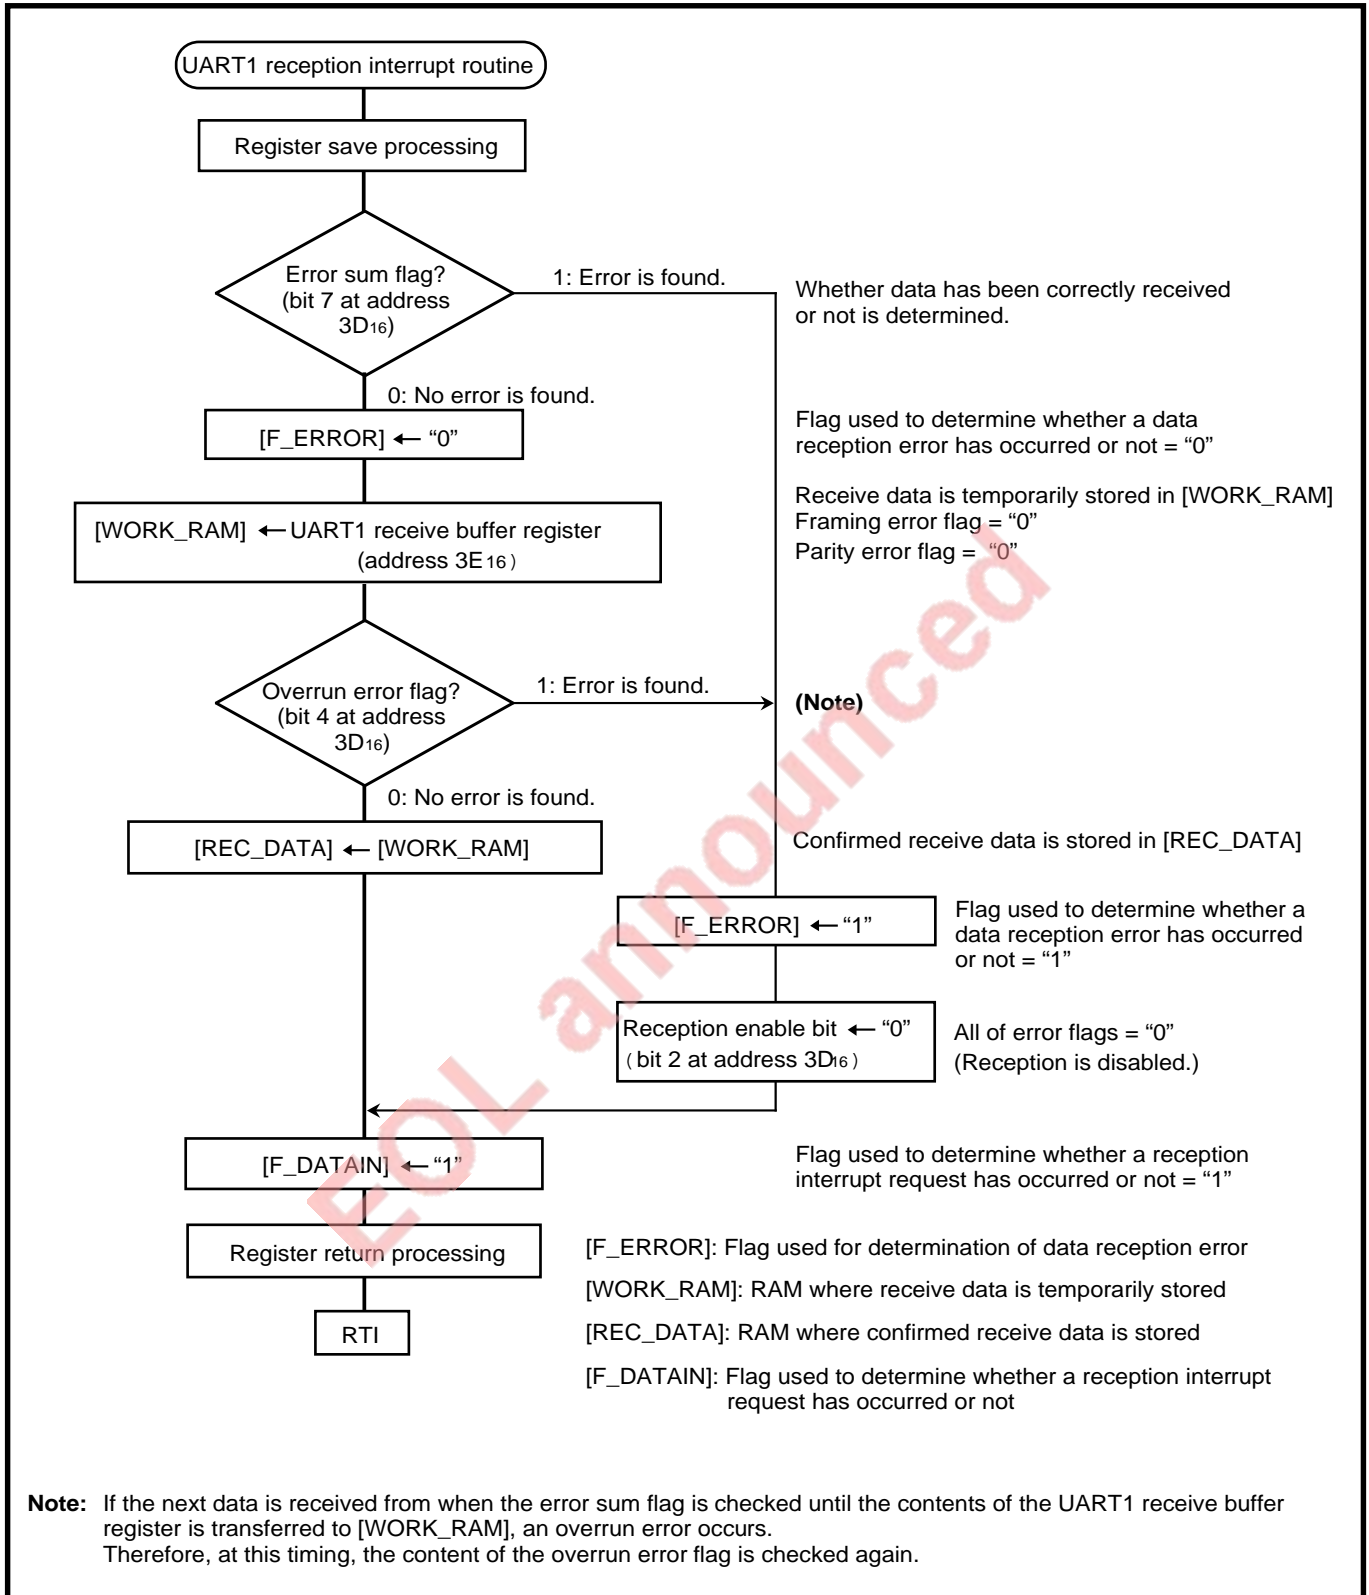 UART1 reception interrupt routine
Register save processing
Error sum flag?
(bit 7 at address
3D16)
1: Error is found.
Whether data has been correctly received
or not is determined.
0: No error is found.
[F_ERROR] ← “0”
Flag used to determine whether a data
reception error has occurred or not = “0”
[WORK_RAM] ← UART1 receive buffer register
(address 3E16)
Receive data is temporarily stored in [WORK_RAM]
Framing error flag = “0”
Parity error flag = “0”
Overrun error flag?
(bit 4 at address
3D16)
1: Error is found.
(Note)
0: No error is found.
[REC_DATA] ← [WORK_RAM]
Confirmed receive data is stored in [REC_DATA]
[F_ERROR] ← “1”
Flag used to determine whether a
data reception error has occurred
or not = “1”
Reception enable bit ← “0”
(bit 2 at address 3D16)
All of error flags = “0”
(Reception is disabled.)
[F_DATAIN] ← “1”
Flag used to determine whether a reception
interrupt request has occurred or not = “1”
Register return processing
RTI
[F_ERROR]: Flag used for determination of data reception error
[WORK_RAM]: RAM where receive data is temporarily stored
[REC_DATA]: RAM where confirmed receive data is stored
[F_DATAIN]: Flag used to determine whether a reception interrupt
request has occurred or not
Note: If the next data is received from when the error sum flag is checked until the contents of the UART1 receive buffer
register is transferred to [WORK_RAM], an overrun error occurs.
Therefore, at this timing, the content of the overrun error flag is checked again.
EOL announced